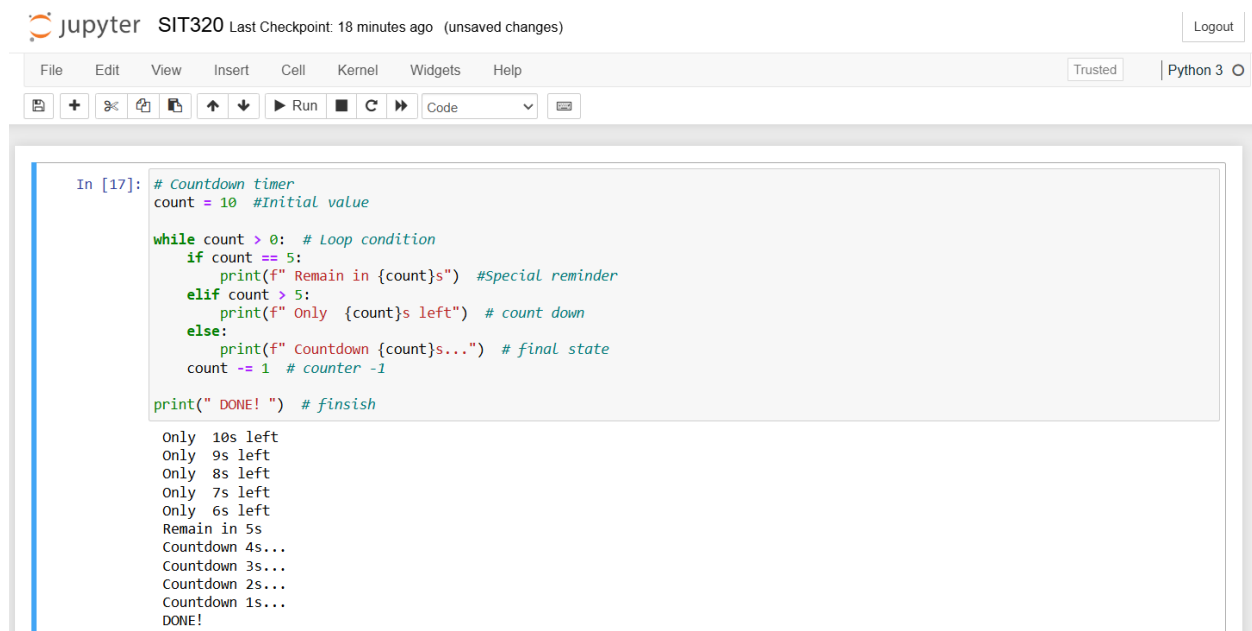 jupyter SIT320 Last Checkpoint: 18 minutes ago (unsaved changes)
Logout
File Edit View Insert Cell Kernel Widgets Help
Trusted
Python 3
Run
Code
In [17]:
# Countdown timer
count = 10  #Initial value
while count > 0:  # Loop condition
    if count == 5:
        print(f" Remain in {count}s")  #Special reminder
    elif count > 5:
        print(f" Only  {count}s left")  # count down
    else:
        print(f" Countdown {count}s...")  # final state
    count -= 1  # counter -1
print(" DONE! ")  # finsish
Only  10s left
Only  9s left
Only  8s left
Only  7s left
Only  6s left
Remain in 5s
Countdown 4s...
Countdown 3s...
Countdown 2s...
Countdown 1s...
DONE!